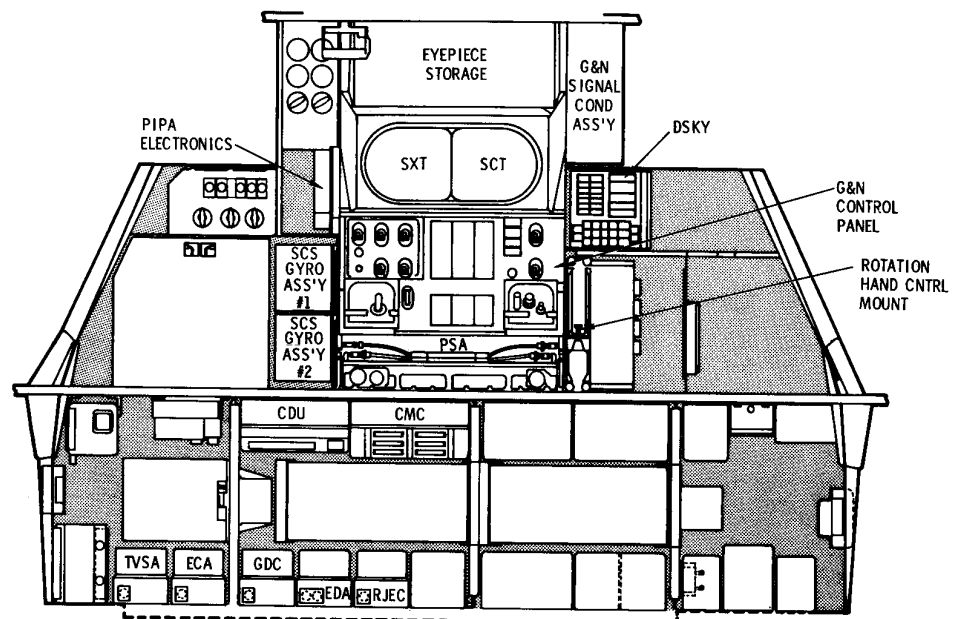 EYEPIECE
STORAGE
G&N
SIGNAL
COND
ASS'Y
PIPA
ELECTRONICS
DSKY
SXT
SCT
G&N
CONTROL
PANEL
SCS
GYRO
ASS'Y
#1
ROTATION
HAND CNTRL
MOUNT
SCS
GYRO
ASS'Y
#2
PSA
CDU
CMC
TVSA
ECA
GDC
EDA
RJEC